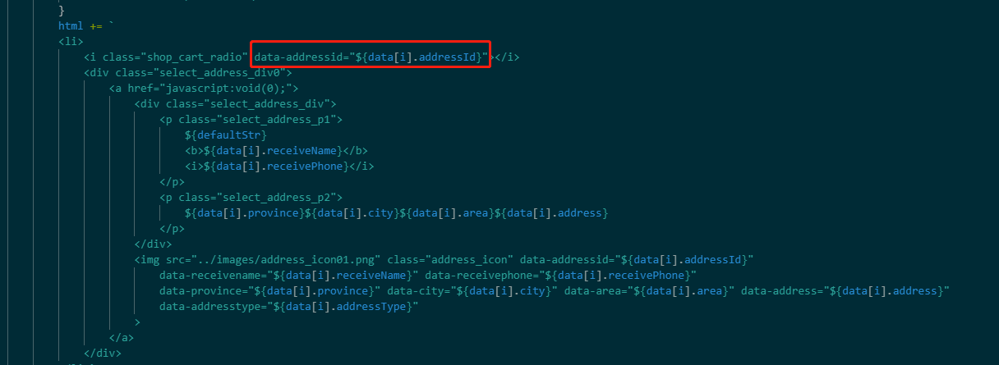 }
html += `
<li>
<i class="shop_cart_radio" data-addressid="${data[i].addressId}"></i>
<div class="select_address_div0">
<a href="javascript:void(0);">
<div class="select_address_div">
<p class="select_address_p1">
${defaultStr}
<b>${data[i].receiveName}</b>
<i>${data[i].receivePhone}</i>
</p>
<p class="select_address_p2">
${data[i].province}${data[i].city}${data[i].area}${data[i].address}
</p>
</div>
<img src="../images/address_icon01.png" class="address_icon" data-addressid="${data[i].addressId}"
data-receivename="${data[i].receiveName}" data-receivephone="${data[i].receivePhone}"
data-province="${data[i].province}" data-city="${data[i].city}" data-area="${data[i].area}" data-address="${data[i].address}"
data-addresstype="${data[i].addressType}"
>
</a>
</div>